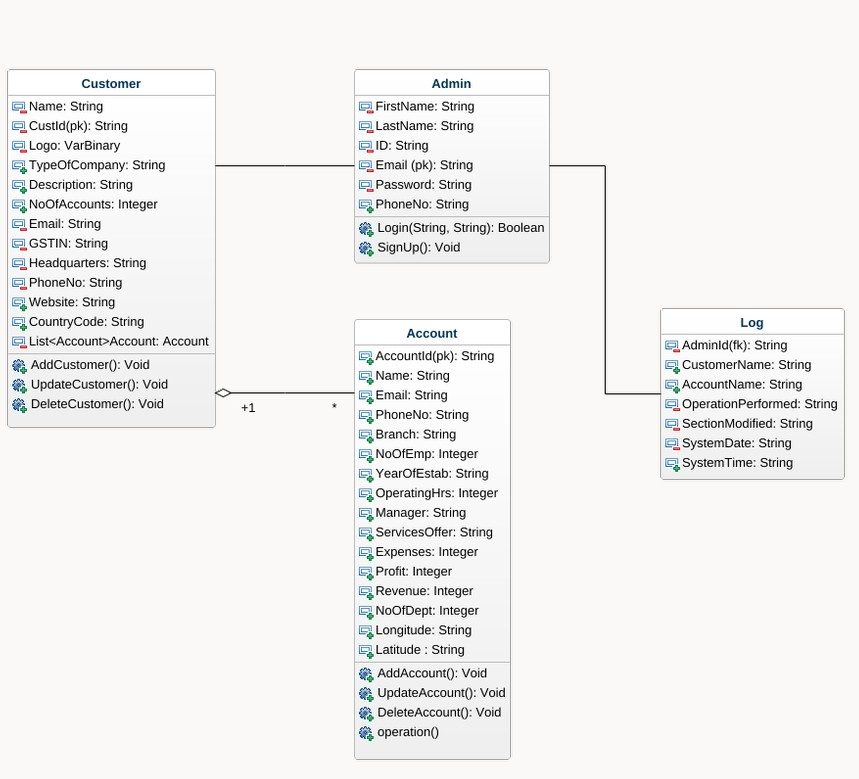 Customer
Name: String
CustId(pk): String
Logo: VarBinary
TypeOfCompany: String
Description: String
NoOfAccounts: Integer
Email: String
GSTIN: String
Headquarters: String
PhoneNo: String
Website: String
CountryCode: String
List<Account>Account: Account
AddCustomer(): Void
UpdateCustomer(): Void
DeleteCustomer(): Void
Admin
FirstName: String
LastName: String
ID: String
Email (pk): String
Password: String
PhoneNo: String
Login(String, String): Boolean
SignUp(): Void
+1
*
Account
AccountId(pk): String
Name: String
Email: String
PhoneNo: String
Branch: String
NoOfEmp: Integer
YearOfEstab: String
OperatingHrs: Integer
Manager: String
ServicesOffer: String
Expenses: Integer
Profit: Integer
Revenue: Integer
NoOfDept: Integer
Longitude: String
Latitude : String
AddAccount(): Void
UpdateAccount(): Void
DeleteAccount(): Void
operation()
Log
AdminId(fk): String
CustomerName: String
AccountName: String
OperationPerformed: String
SectionModified: String
SystemDate: String
SystemTime: String